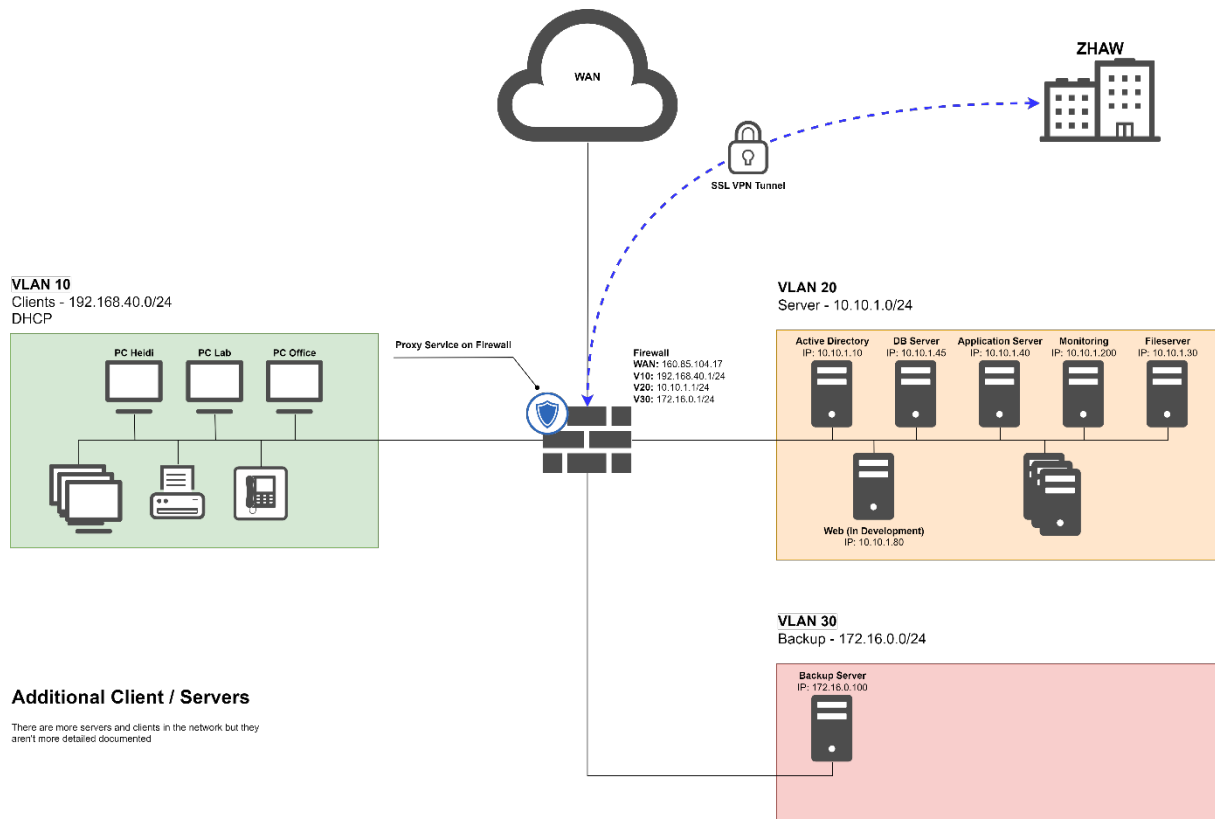 WAN
ZHAW
SSL VPN Tunnel
VLAN 10
Clients - 192.168.40.0/24
DHCP
PC Heidi
PC Lab
PC Office
Proxy Service on Firewall
Firewall
WAN: 160.85.104.17
V10: 192.168.40.1/24
V20: 10.10.1.1/24
V30: 172.16.0.1/24
VLAN 20
Server - 10.10.1.0/24
Active Directory
IP: 10.10.1.10
DB Server
IP: 10.10.1.45
Application Server
IP: 10.10.1.40
Monitoring
IP: 10.10.1.200
Fileserver
IP: 10.10.1.30
Web (In Development)
IP: 10.10.1.80
VLAN 30
Backup - 172.16.0.0/24
Backup Server
IP: 172.16.0.100
Additional Client / Servers
There are more servers and clients in the network but they
aren't more detailed documented